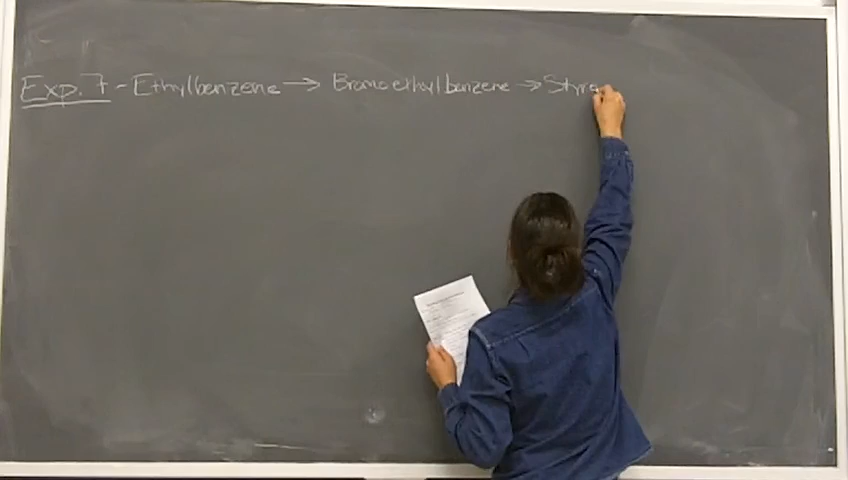 Exp. 7 - Ethylbenzene → Bromoethylbenzene → Styre